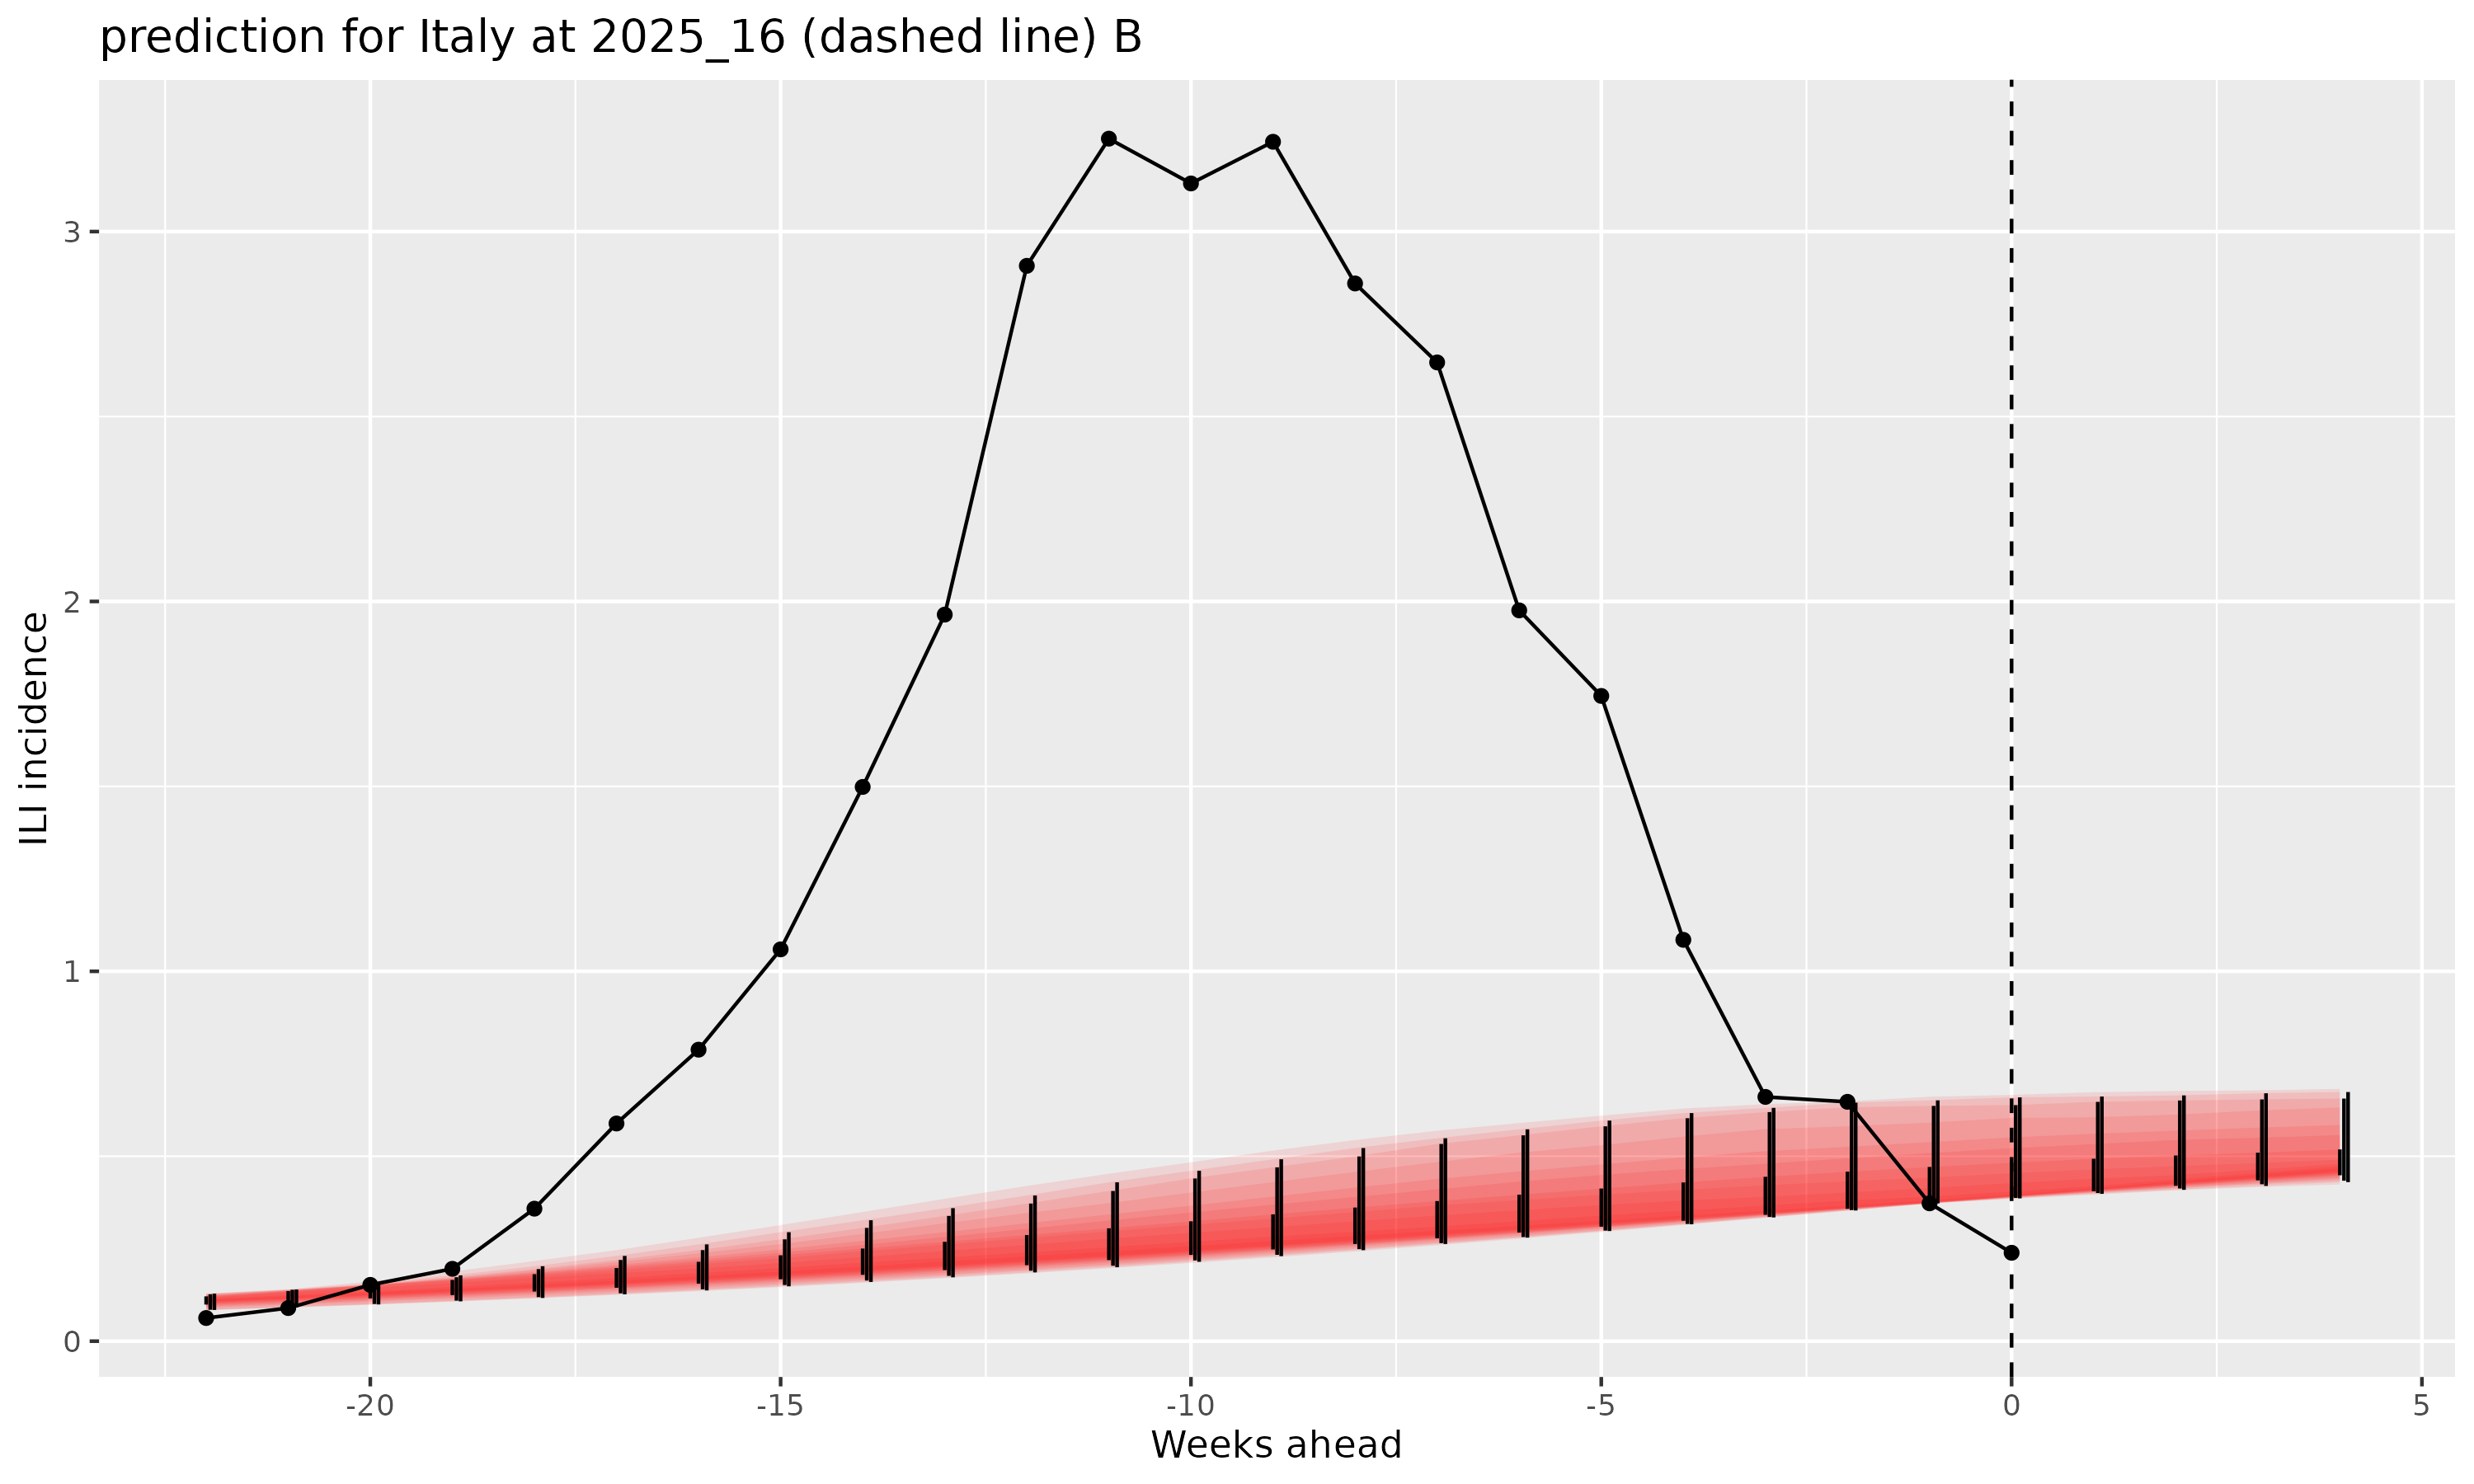 prediction for Italy at 2025_16 (dashed line) B
ILI incidence
3
2
1
0
-20 -15 -10 -5 0 5
Weeks ahead